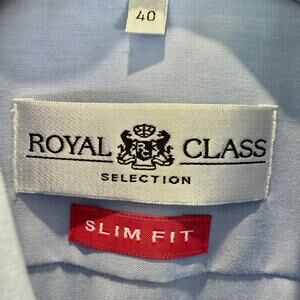 40
ROYAL CLASS
SELECTION
SLIM FIT